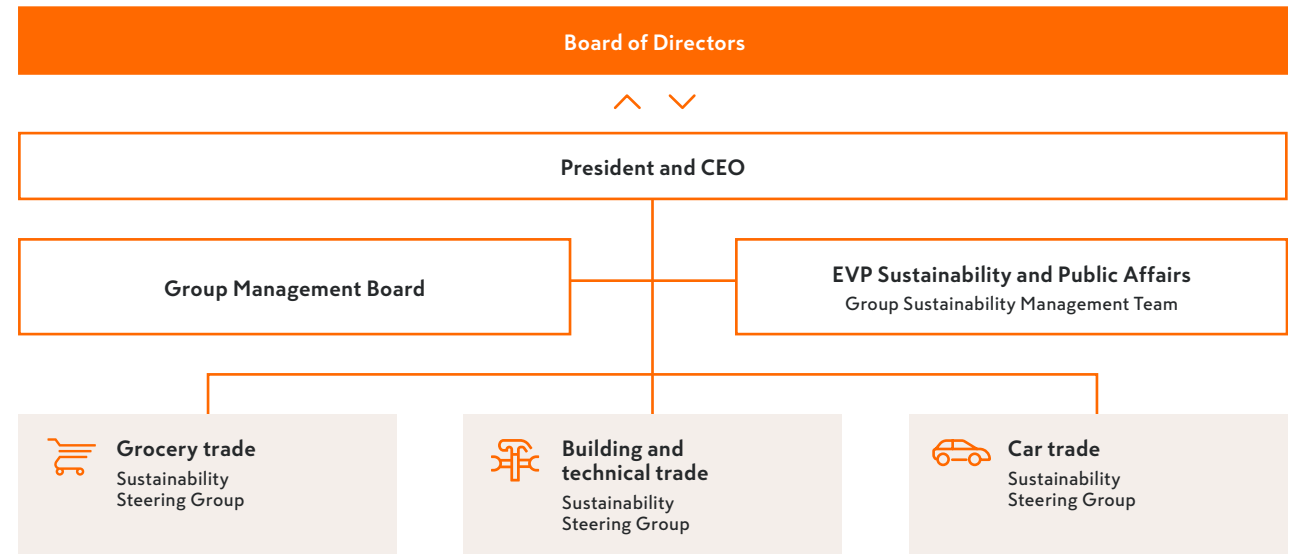 Board of Directors
President and CEO
Group Management Board
EVP Sustainability and Public Affairs
Group Sustainability Management Team
Grocery trade
Sustainability
Steering Group
Building and
technical trade
Sustainability
Steering Group
Car trade
Sustainability
Steering Group